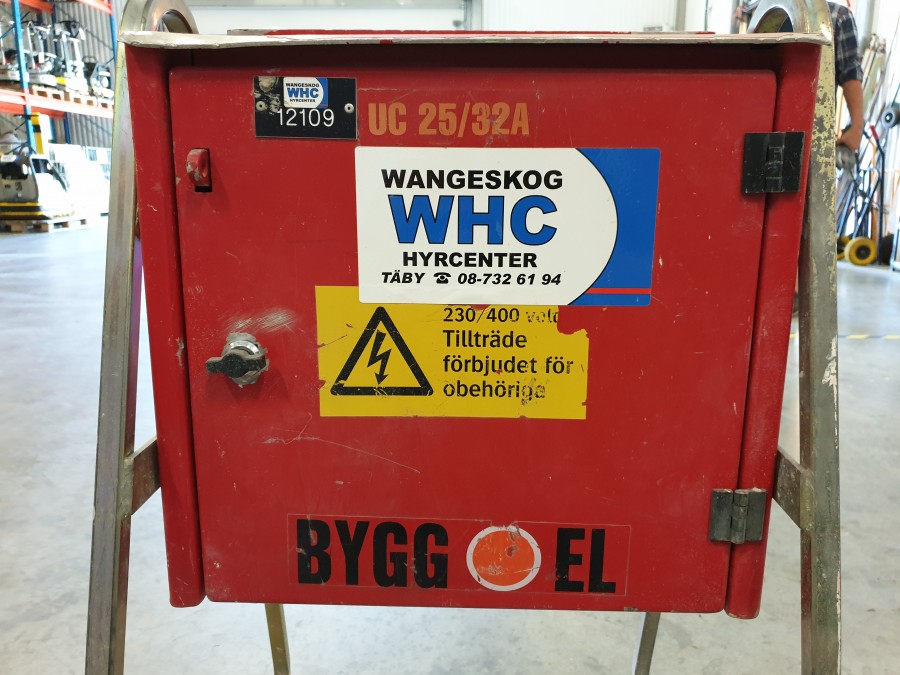 WANGESKOG
WHC
HYRCENTER
12109
UC 25/32A
WANGESKOG
WHC
HYRCENTER
TÄBY ☎ 08-732 61 94
230/400 volt
Tillträde
förbjudet för
obehöriga
BYGG EL